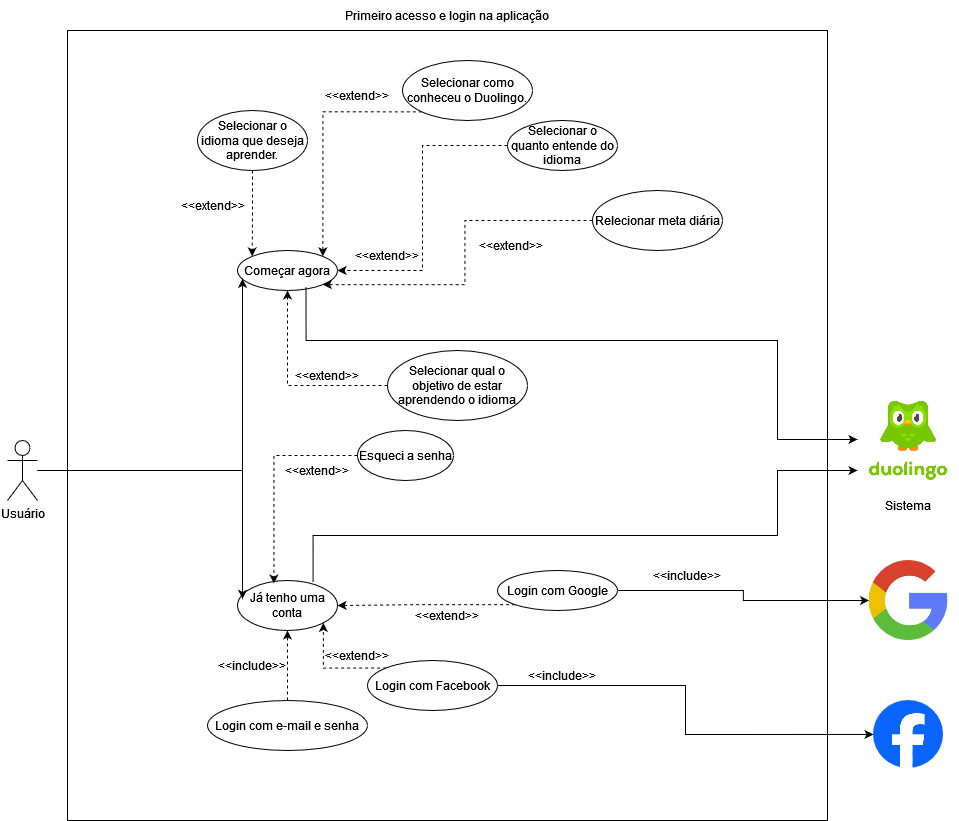 Primeiro acesso e login na aplicação
Selecionar como
conheceu o Duolingo.
<<extend>>
Selecionar o
idioma que deseja
aprender.
Selecionar o
quanto entende do
idioma
<<extend>>
Relecionar meta diária
<<extend>>
<<extend>>
Começar agora
Selecionar qual o
objetivo de estar
aprendendo o idioma
<<extend>>
Esqueci a senha
<<extend>>
duolingo
Sistema
Usuário
Login com Google
<<include>>
Já tenho uma
conta
<<extend>>
<<extend>>
<<include>>
Login com Facebook
<<include>>
Login com e-mail e senha